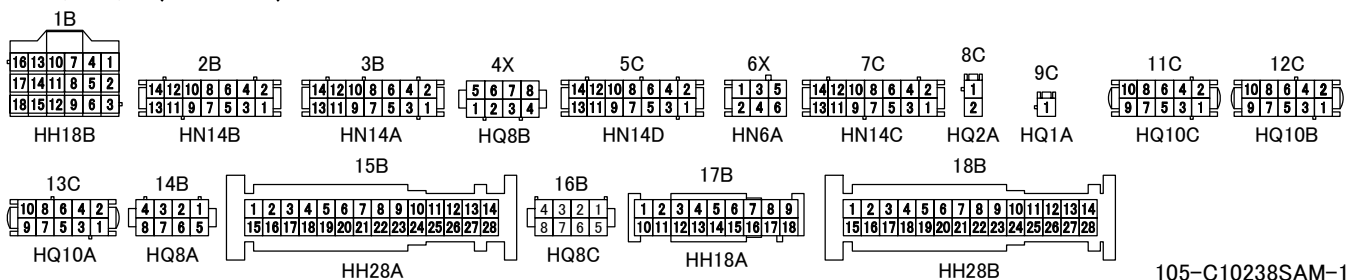 1B 2B 3B 4X 5C 6X 7C 8C 9C 11C 12C
16 13 10 7 4 1
17 14 11 8 5 2
18 15 12 9 6 3
HH18B
14 12 10 8 6 4 2
13 11 9 7 5 3 1
HN14B
14 12 10 8 6 4 2
13 11 9 7 5 3 1
HN14A
5 6 7 8
1 2 3 4
HQ8B
14 12 10 8 6 4 2
13 11 9 7 5 3 1
HN14D
1 3 5
2 4 6
HN6A
14 12 10 8 6 4 2
13 11 9 7 5 3 1
HN14C
1
2
HQ2A
1
HQ1A
10 8 6 4 2
9 7 5 3 1
HQ10C
10 8 6 4 2
9 7 5 3 1
HQ10B
13C 14B 15B 16B 17B 18B
10 8 6 4 2
9 7 5 3 1
HQ10A
4 3 2 1
8 7 6 5
HQ8A
1 2 3 4 5 6 7 8 9 10 11 12 13 14
15 16 17 18 19 20 21 22 23 24 25 26 27 28
HH28A
4 3 2 1
8 7 6 5
HQ8C
1 2 3 4 5 6 7 8 9
10 11 12 13 14 15 16 17 18
HH18A
1 2 3 4 5 6 7 8 9 10 11 12 13 14
15 16 17 18 19 20 21 22 23 24 25 26 27 28
HH28B
105-C10238SAM-1